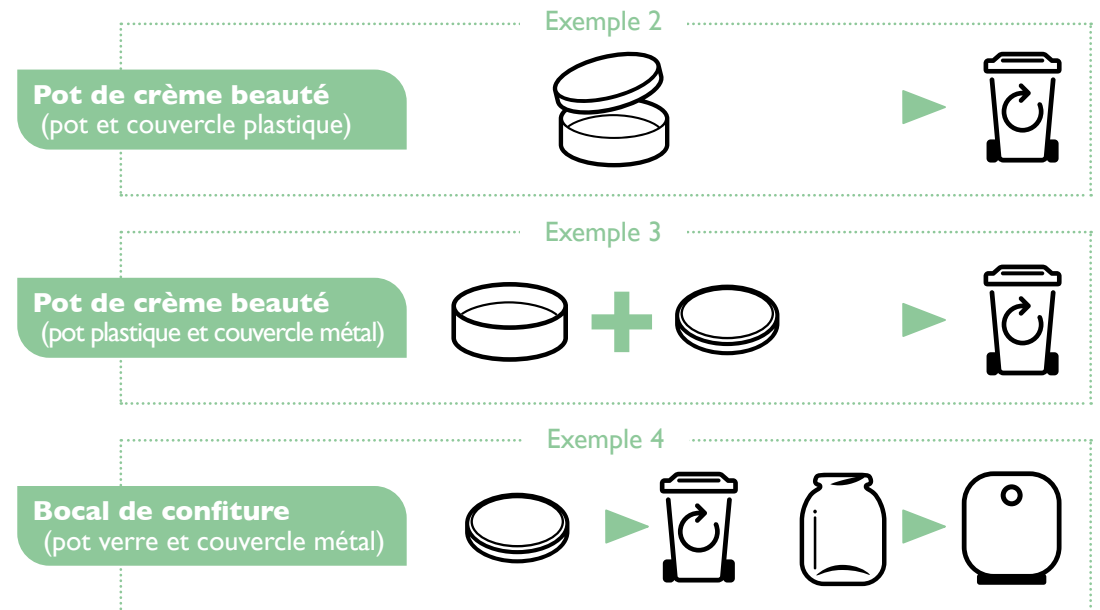 Exemple 2
Pot de crème beauté
(pot et couvercle plastique)
Exemple 3
Pot de crème beauté
(pot plastique et couvercle métal)
Exemple 4
Bocal de confiture
(pot verre et couvercle métal)